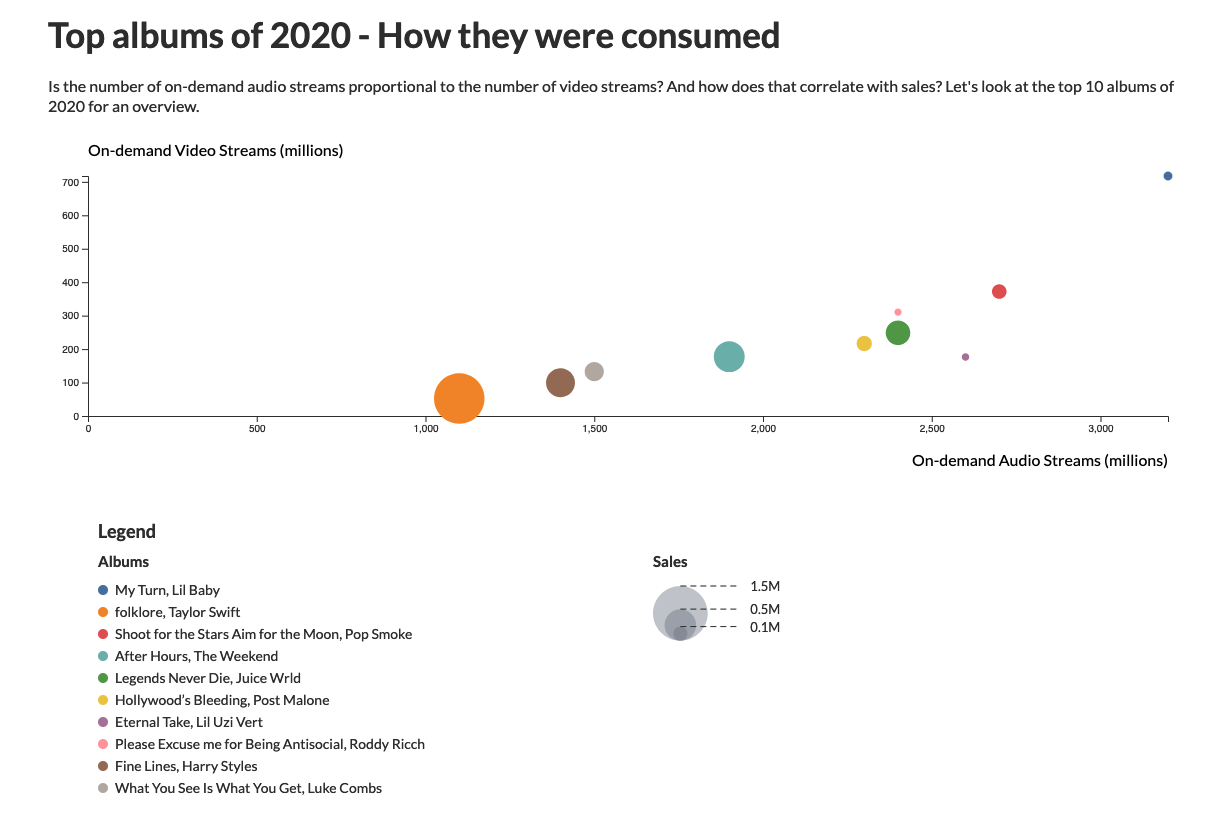 Top albums of 2020 - How they were consumed
Is the number of on-demand audio streams proportional to the number of video streams? And how does that correlate with sales? Let's look at the top 10 albums of
2020 for an overview.
On-demand Video Streams (millions)
700
600
500
400
300
200
100
0
0 500 1,000 1,500 2,000 2,500 3,000
On-demand Audio Streams (millions)
Legend
Albums
My Turn, Lil Baby
folklore, Taylor Swift
Shoot for the Stars Aim for the Moon, Pop Smoke
After Hours, The Weekend
Legends Never Die, Juice Wrld
Hollywood's Bleeding, Post Malone
Eternal Take, Lil Uzi Vert
Please Excuse me for Being Antisocial, Roddy Ricch
Fine Lines, Harry Styles
What You See Is What You Get, Luke Combs
Sales
1.5M
0.5M
0.1M